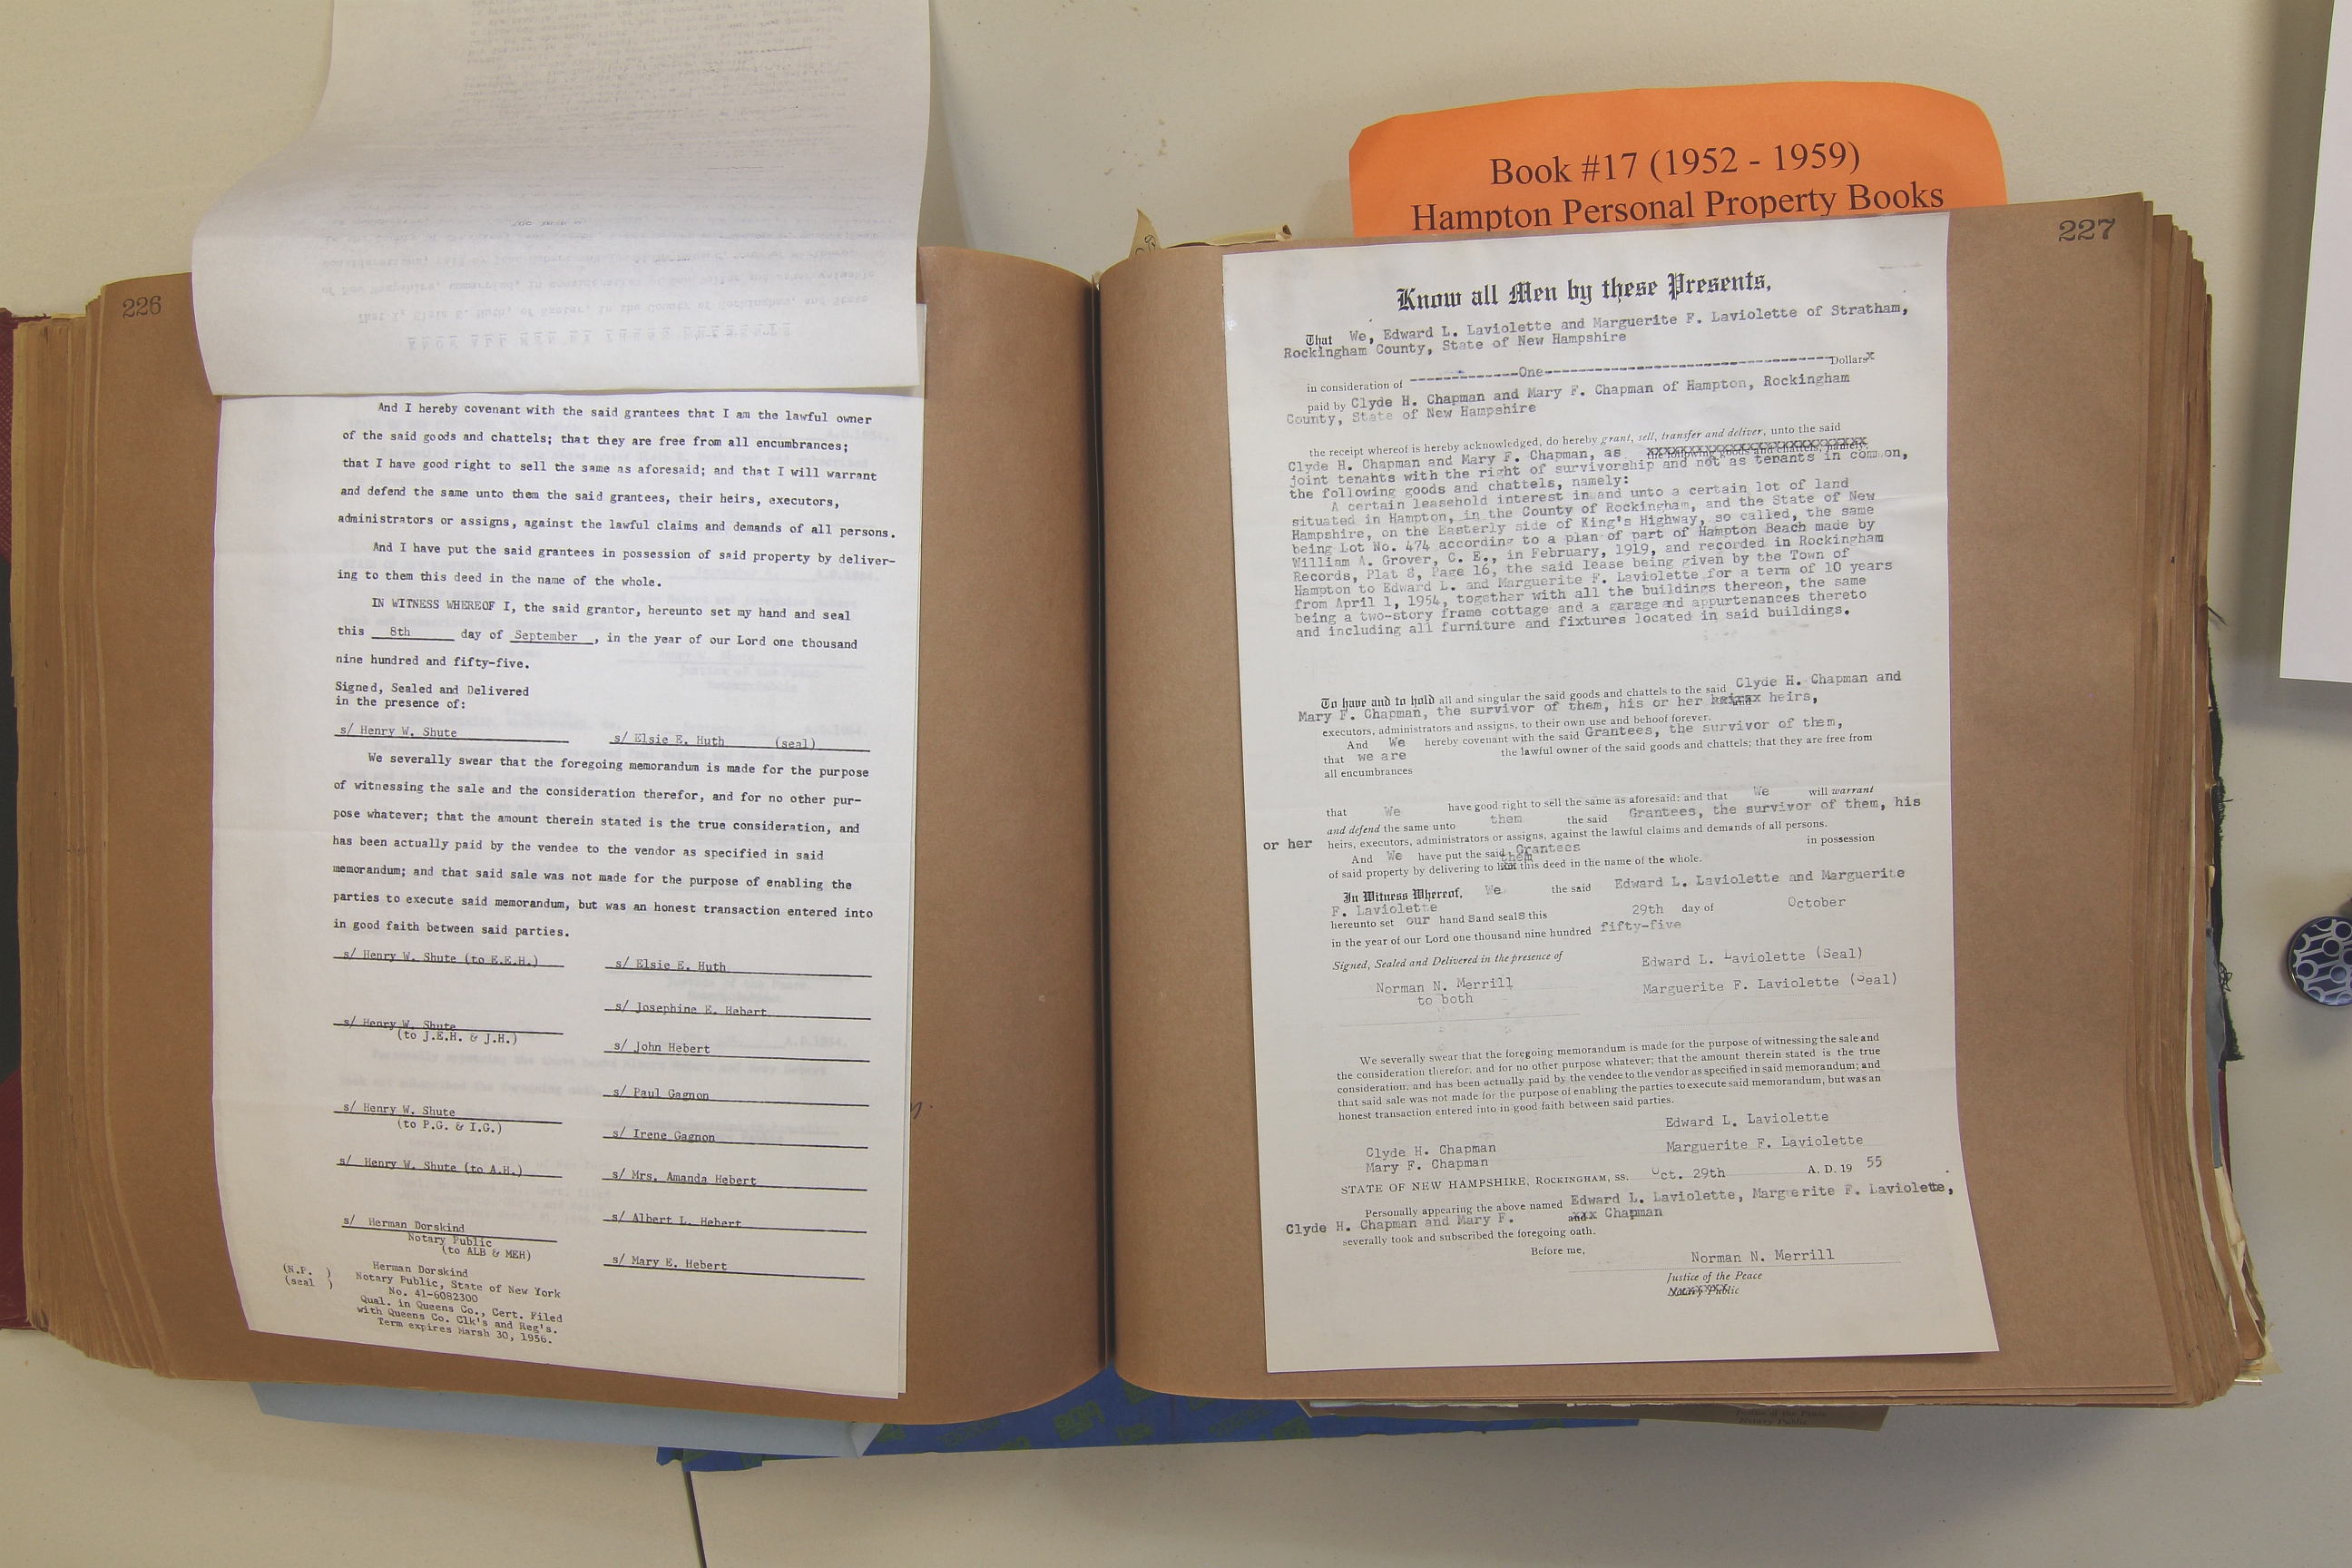 Book #17 (1952 - 1959)
Hampton Personal Property Books
226
That I, Elsie E. Huth, of Exeter, in the County of Rockingham, and State
of New Hampshire, unmarried, in consideration of One Dollar and other valuable
And I hereby covenant with the said grantees that I am the lawful owner
of the said goods and chattels; that they are free from all encumbrances;
that I have good right to sell the same as aforesaid; and that I will warrant
and defend the same unto them the said grantees, their heirs, executors,
administrators or assigns, against the lawful claims and demands of all persons.
And I have put the said grantees in possession of said property by deliver-
ing to them this deed in the name of the whole.
IN WITNESS WHEREOF I, the said grantor, hereunto set my hand and seal
this 8th day of September, in the year of our Lord one thousand
nine hundred and fifty-five.
Signed, Sealed and Delivered
in the presence of:
s/ Henry W. Shute s/ Elsie E. Huth (seal)
We severally swear that the foregoing memorandum is made for the purpose
of witnessing the sale and the consideration therefor, and for no other pur-
pose whatever; that the amount therein stated is the true consideration, and
has been actually paid by the vendee to the vendor as specified in said
memorandum; and that said sale was not made for the purpose of enabling the
parties to execute said memorandum, but was an honest transaction entered into
in good faith between said parties.
s/ Henry W. Shute (to E.E.H.) s/ Elsie E. Huth
s/ Josephine E. Hebert
s/ Henry W. Shute
(to J.E.H. & J.H.)
s/ John Hebert
s/ Paul Gagnon
s/ Henry W. Shute
(to P.G. & I.G.)
s/ Irene Gagnon
s/ Henry W. Shute (to A.H.) s/ Mrs. Amanda Hebert
s/ Albert L. Hebert
s/ Herman Dorskind
Notary Public
(to ALB & MEH)
s/ Mary E. Hebert
(N.P. )
(seal )
Herman Dorskind
Notary Public, State of New York
No. 41-6082300
Qual. in Queens Co., Cert. Filed
with Queens Co. Clk's and Reg's.
Term expires Marsh 30, 1956.
227
Know all Men by these Presents,
That We, Edward L. Laviolette and Marguerite F. Laviolette of Stratham,
Rockingham County, State of New Hampshire
in consideration of -------------One----------------------------------Dollarsx
paid by Clyde H. Chapman and Mary F. Chapman of Hampton, Rockingham
County, State of New Hampshire
the receipt whereof is hereby acknowledged, do hereby grant, sell, transfer and deliver, unto the said
the following goods and chattels, namely:
Clyde H. Chapman and Mary F. Chapman, as
joint tenahts with the right of survivorship and not as tenants in common,
the following goods and chattels, namely:
A certain leasehold interest in and unto a certain lot of land
situated in Hampton, in the County of Rockingham, and the State of New
Hampshire, on the Easterly side of King's Highway, so called, the same
being Lot No. 474 according to a plan of part of Hampton Beach made by
William A. Grover, C. E., in February, 1919, and recorded in Rockingham
Records, Plat 8, Page 16, the said lease being given by the Town of
Hampton to Edward L. and Marguerite F. Laviolette for a term of 10 years
from April 1, 1954, together with all the buildings thereon, the same
being a two-story frame cottage and a garage and appurtenances thereto
and including all furniture and fixtures located in said buildings.
To have and to hold all and singular the said goods and chattels to the said Clyde H. Chapman and
Mary F. Chapman, the survivor of them, his or her heirs,
executors, administrators and assigns, to their own use and behoof forever.
And We hereby covenant with the said Grantees, the survivor of them,
that we are the lawful owner of the said goods and chattels; that they are free from
all encumbrances
that We have good right to sell the same as aforesaid; and that We will warrant
and defend the same unto them the said Grantees, the survivor of them, his
or her heirs, executors, administrators or assigns, against the lawful claims and demands of all persons.
And We have put the said Grantees in possession
of said property by delivering to them this deed in the name of the whole.
In Witness Whereof, We the said Edward L. Laviolette and Marguerite
F. Laviolette
hereunto set our hand sand seals this 29th day of October
in the year of our Lord one thousand nine hundred fifty-five
Signed, Sealed and Delivered in the presence of
Edward L. Laviolette (Seal)
Norman N. Merrill
to both
Marguerite F. Laviolette (Seal)
We severally swear that the foregoing memorandum is made for the purpose of witnessing the sale and
the consideration therefor, and for no other purpose whatever; that the amount therein stated is the true
consideration, and has been actually paid by the vendee to the vendor as specified in said memorandum; and
that said sale was not made for the purpose of enabling the parties to execute said memorandum, but was an
honest transaction entered into in good faith between said parties.
Edward L. Laviolette
Clyde H. Chapman
Marguerite F. Laviolette
Mary F. Chapman
STATE OF NEW HAMPSHIRE, ROCKINGHAM, SS. Oct. 29th A. D. 19 55
Personally appearing the above named Edward L. Laviolette, Marguerite F. Laviolette,
Clyde H. Chapman and Mary F. and Chapman
severally took and subscribed the foregoing oath.
Before me,
Norman N. Merrill
Justice of the Peace
Notary Public